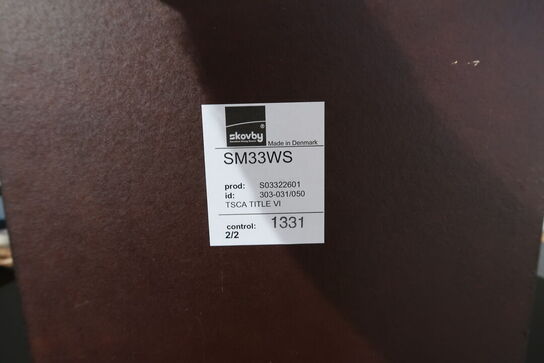 skovby ®
Made in Denmark
SM33WS
prod: S03322601
id: 303-031/050
TSCA TITLE VI
control: 1331
2/2